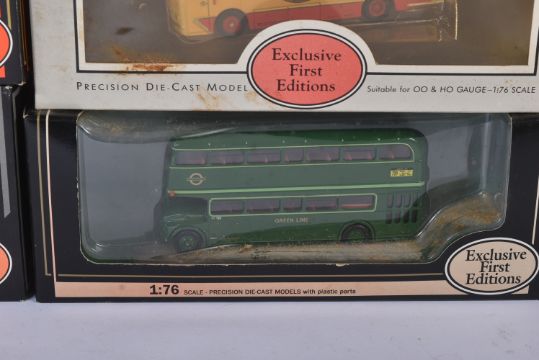 Exclusive
First
Editions
PRECISION DIE-CAST MODEL
Suitable for OO & HO GAUGE-1:76 SCALE
GREEN LINE
Exclusive
First
Editions
1:76 SCALE - PRECISION DIE-CAST MODELS with plastic parts